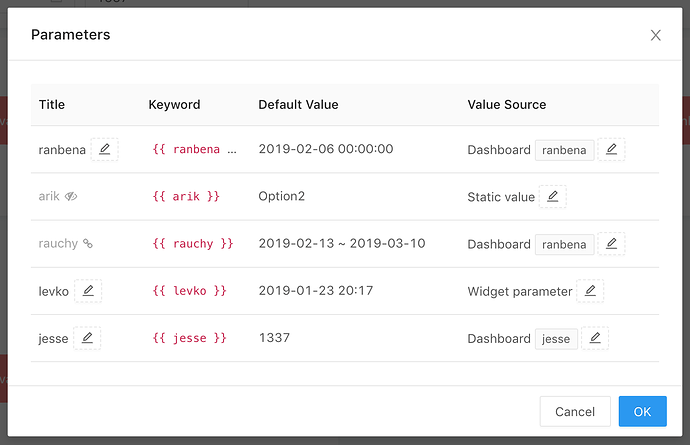 1337
Parameters
Title Keyword Default Value Value Source
ranbena {{ ranbena ... 2019-02-06 00:00:00 Dashboard ranbena
arik {{ arik }} Option2 Static value
rauchy {{ rauchy }} 2019-02-13 ~ 2019-03-10 Dashboard ranbena
levko {{ levko }} 2019-01-23 20:17 Widget parameter
jesse {{ jesse }} 1337 Dashboard jesse
Cancel OK